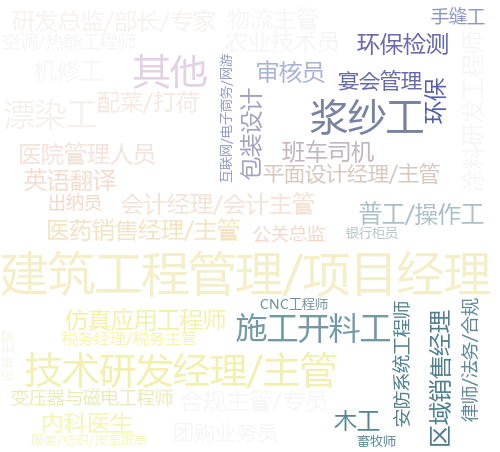 研发总监/部长/专家
物流主管
手缝工
空调/热能工程师
农业技术员
环保检测
机修工
其他
审核员
宴会管理
环保
互联网/电子商务/网游
包装设计
漂染工
配菜/打荷
浆纱工
医院管理人员
班车司机
英语翻译
平面设计经理/主管
出纳员
会计经理/会计主管
普工/操作工
医药销售经理/主管
公关总监
银行柜员
建筑工程管理/项目经理
CNC工程师
仿真应用工程师
施工开料工
安防系统工程师
区域销售经理
律师/法务/合规
税务经理/税务主管
技术研发经理/主管
变压器与磁电工程师
合规主管/专员
内科医生
木工
团购业务员
服装/纺织/皮革跟单
畜牧师